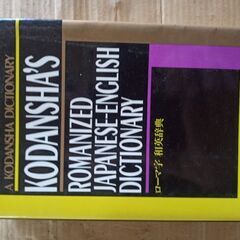 A KODANSHA DICTIONARY
KODANSHA'S
ROMANIZED
JAPANESE-ENGLISH
DICTIONARY
ローマ字 和英辞典